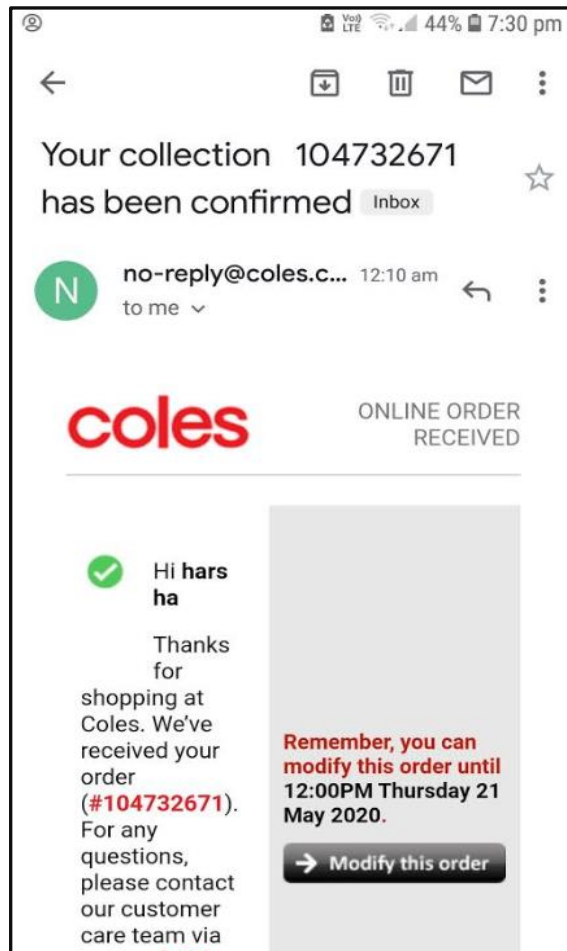 Vo)) LTE 44% 7:30 pm
Your collection 104732671
has been confirmed Inbox
N
no-reply@coles.c... 12:10 am
to me
coles
ONLINE ORDER
RECEIVED
Hi hars
ha
Thanks
for
shopping at
Coles. We've
received your
order
(#104732671).
For any
questions,
please contact
our customer
care team via
Remember, you can
modify this order until
12:00PM Thursday 21
May 2020.
Modify this order